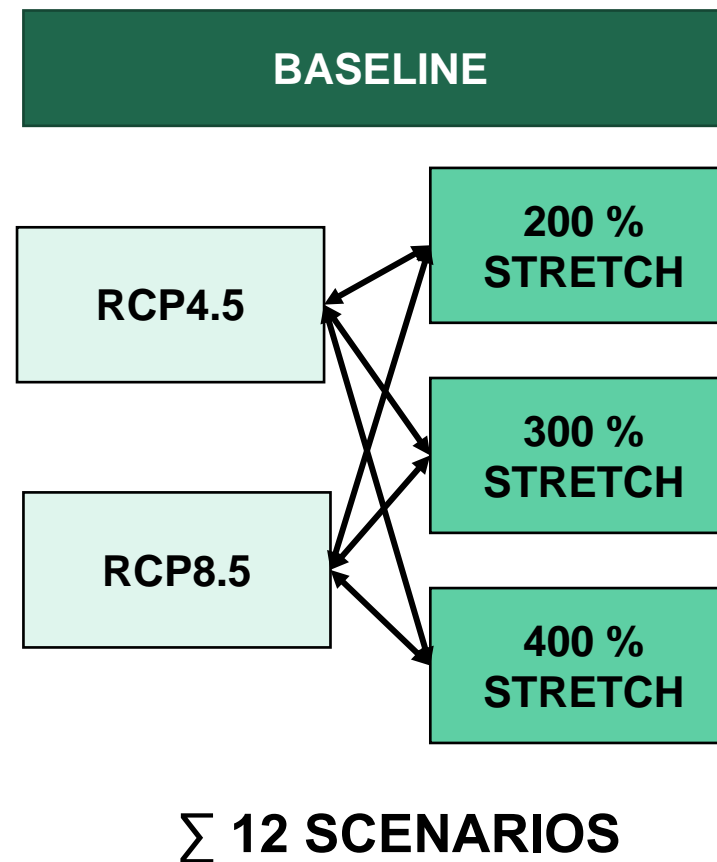 BASELINE
RCP4.5
RCP8.5
200 %
STRETCH
300 %
STRETCH
400 %
STRETCH
∑ 12 SCENARIOS